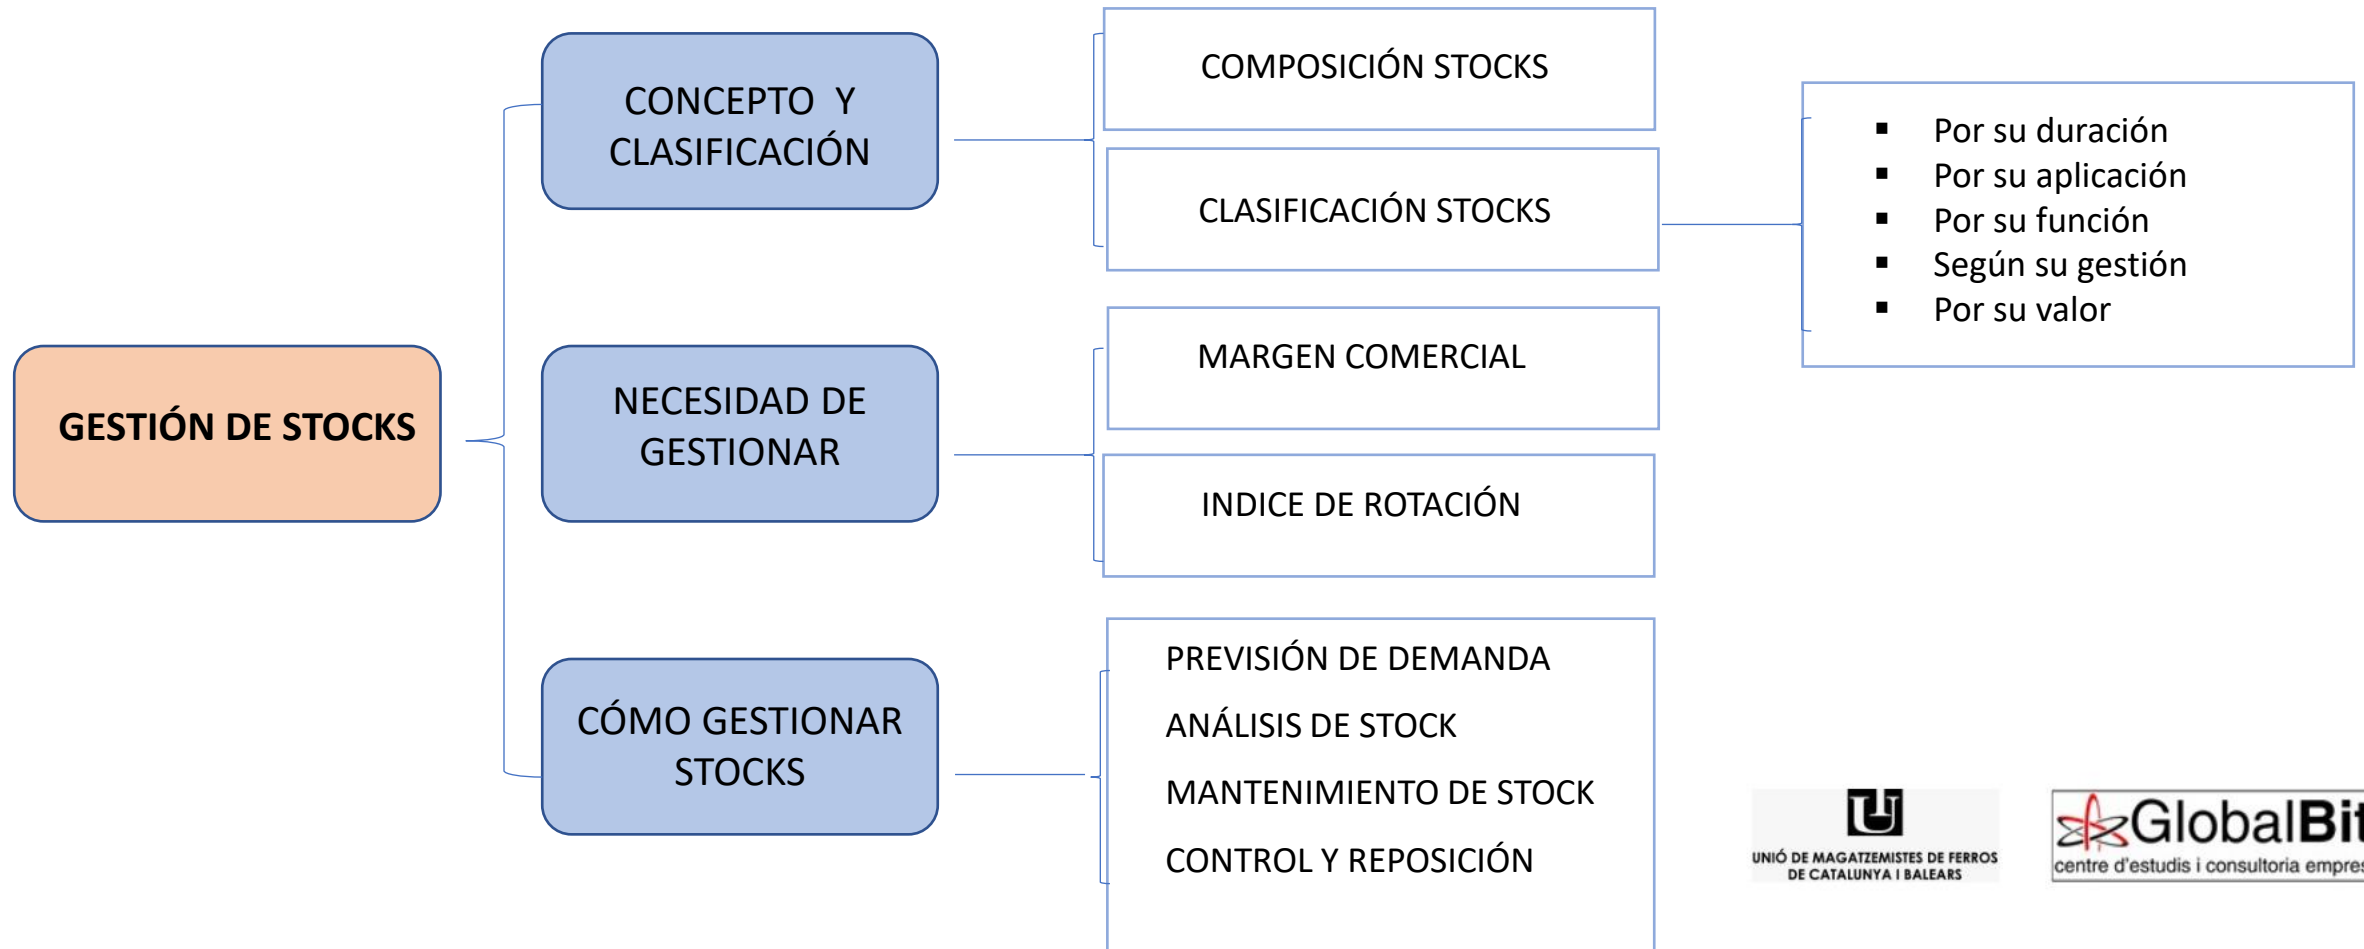 GESTIÓN DE STOCKS
CONCEPTO Y
CLASIFICACIÓN
COMPOSICIÓN STOCKS
CLASIFICACIÓN STOCKS
▪ Por su duración
▪ Por su aplicación
▪ Por su función
▪ Según su gestión
▪ Por su valor
NECESIDAD DE
GESTIONAR
MARGEN COMERCIAL
INDICE DE ROTACIÓN
CÓMO GESTIONAR
STOCKS
PREVISIÓN DE DEMANDA
ANÁLISIS DE STOCK
MANTENIMIENTO DE STOCK
CONTROL Y REPOSICIÓN
UNIÓ DE MAGATZEMISTES DE FERROS
DE CATALUNYA I BALEARS
GlobalBit
centre d'estudis i consultoria empres